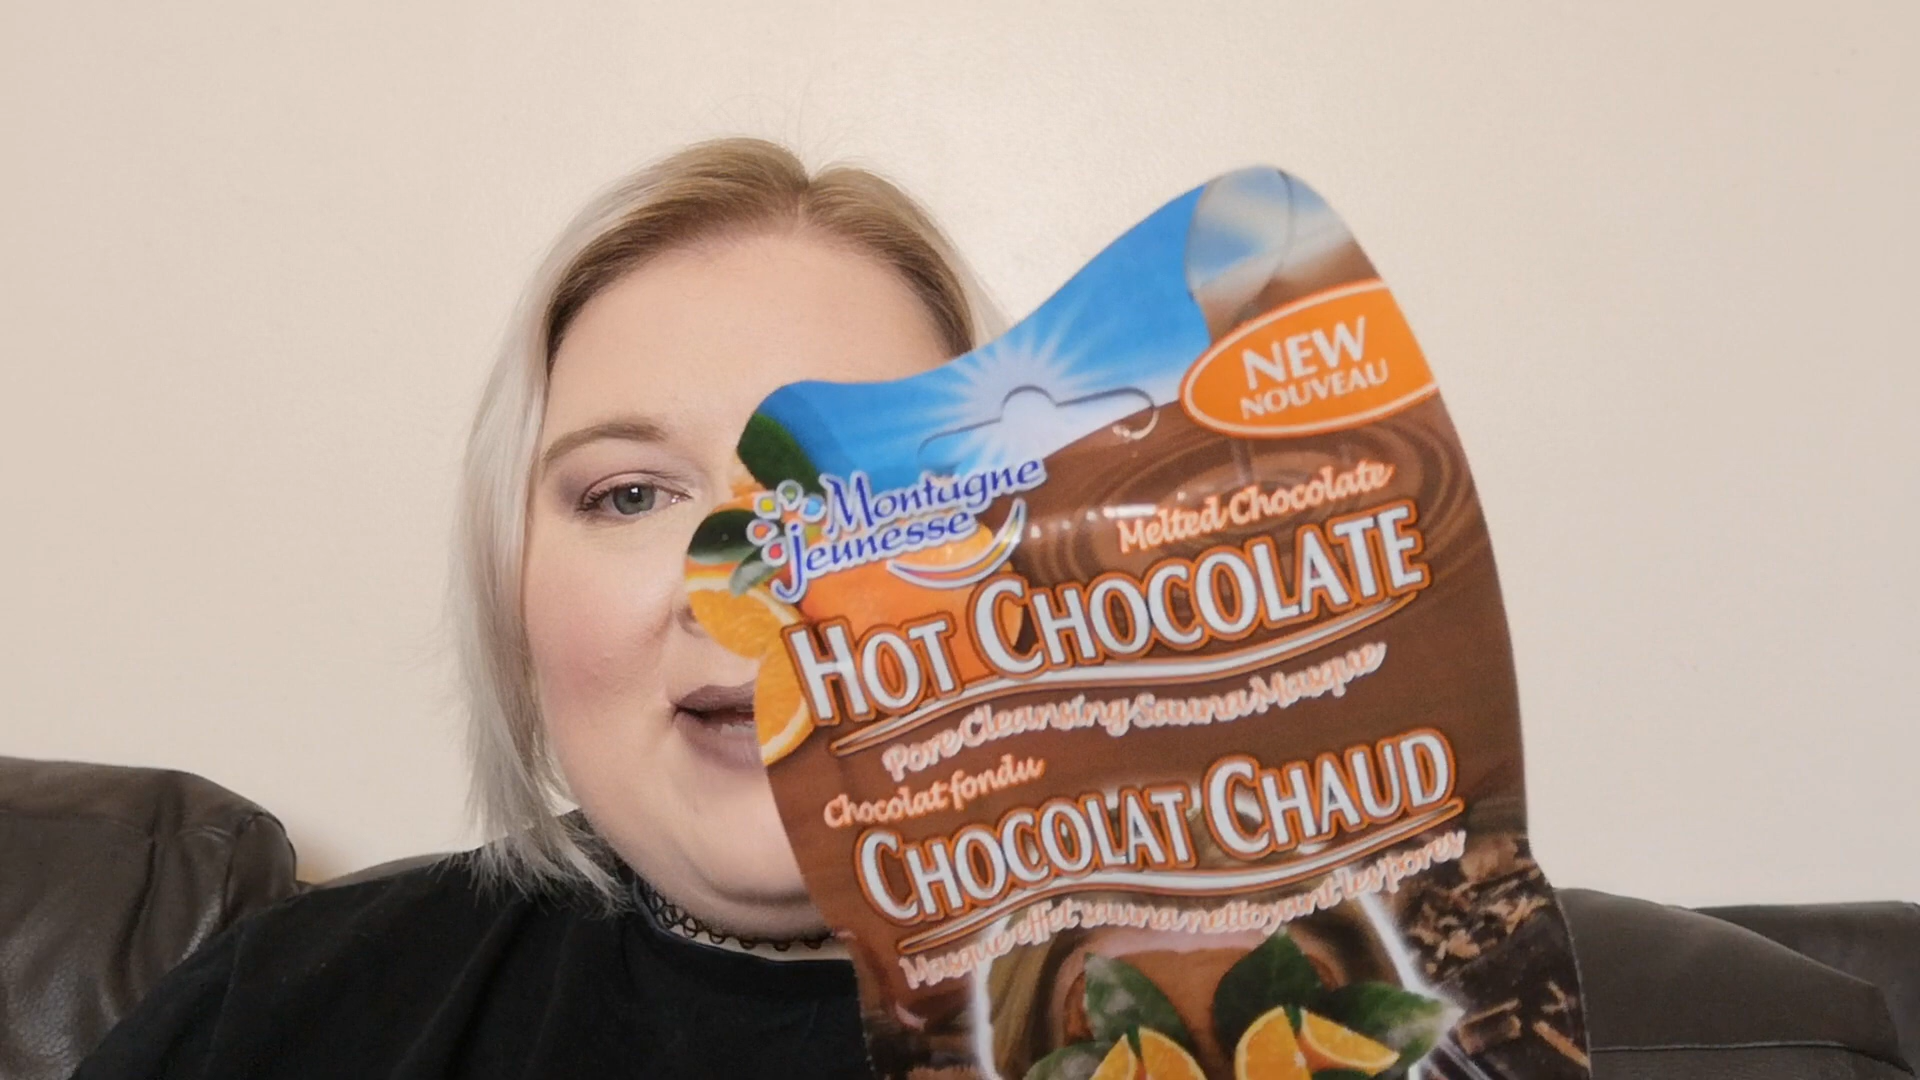 NEW
NOUVEAU
Montagne
Jeunesse
Melted Chocolate
HOT CHOCOLATE
Pore Cleansing Sauna Masque
Chocolat fondu
CHOCOLAT CHAUD
Masque effet sauna nettoyant les pores